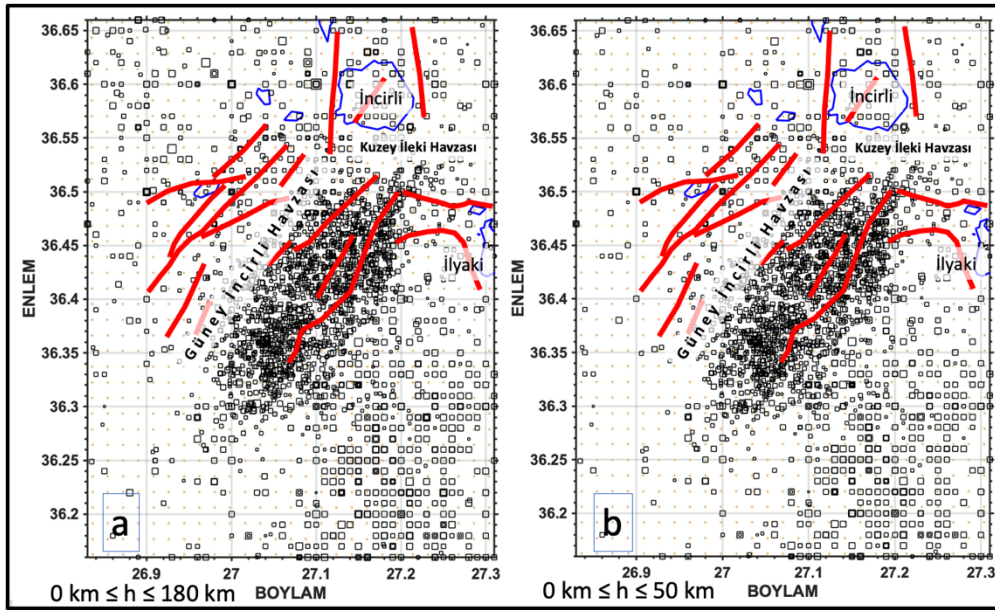 36.65
36.6
36.55
36.5
36.45
36.4
36.35
36.3
36.25
36.2
ENLEM
İncirli
Kuzey İleki Havzası
Güney İncirli Havzası
İlyaki
a
26.9 27 27.1 27.2 27.3
0 km ≤ h ≤ 180 km BOYLAM
36.65
36.6
36.55
36.5
36.45
36.4
36.35
36.3
36.25
36.2
ENLEM
İncirli
Kuzey İleki Havzası
Güney İncirli Havzası
İlyaki
b
26.9 27 27.1 27.2 27.3
0 km ≤ h ≤ 50 km BOYLAM